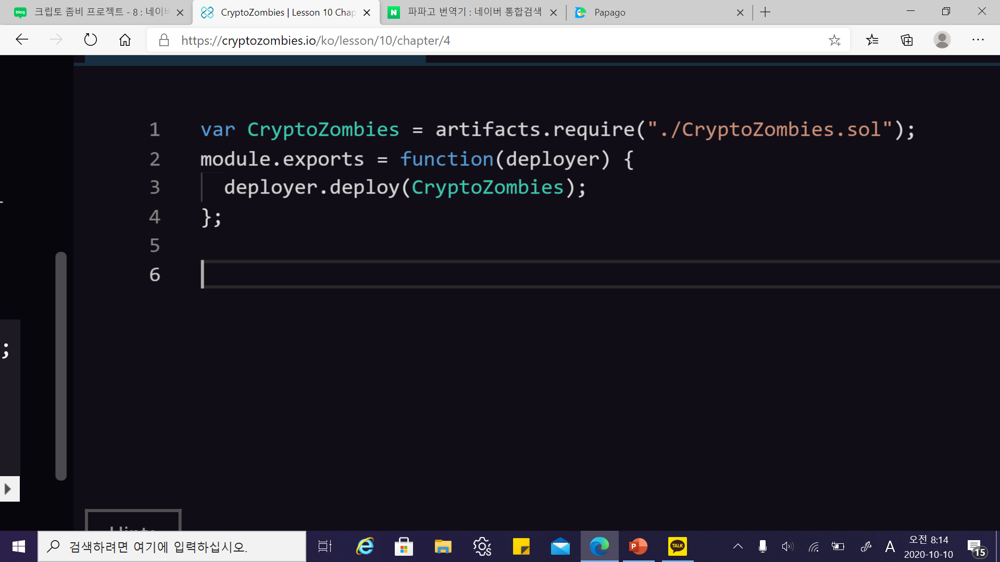 크립토 좀비 프로젝트 - 8 : 네이버
CryptoZombies | Lesson 10 Chap
파파고 번역기 : 네이버 통합검색
Papago
https://cryptozombies.io/ko/lesson/10/chapter/4
1 var CryptoZombies = artifacts.require("./CryptoZombies.sol");
2 module.exports = function(deployer) {
3 deployer.deploy(CryptoZombies);
4 };
5
6
;
Hints
검색하려면 여기에 입력하십시오.
A
오전 8:14
2020-10-10
15
blog
N
P
TALK